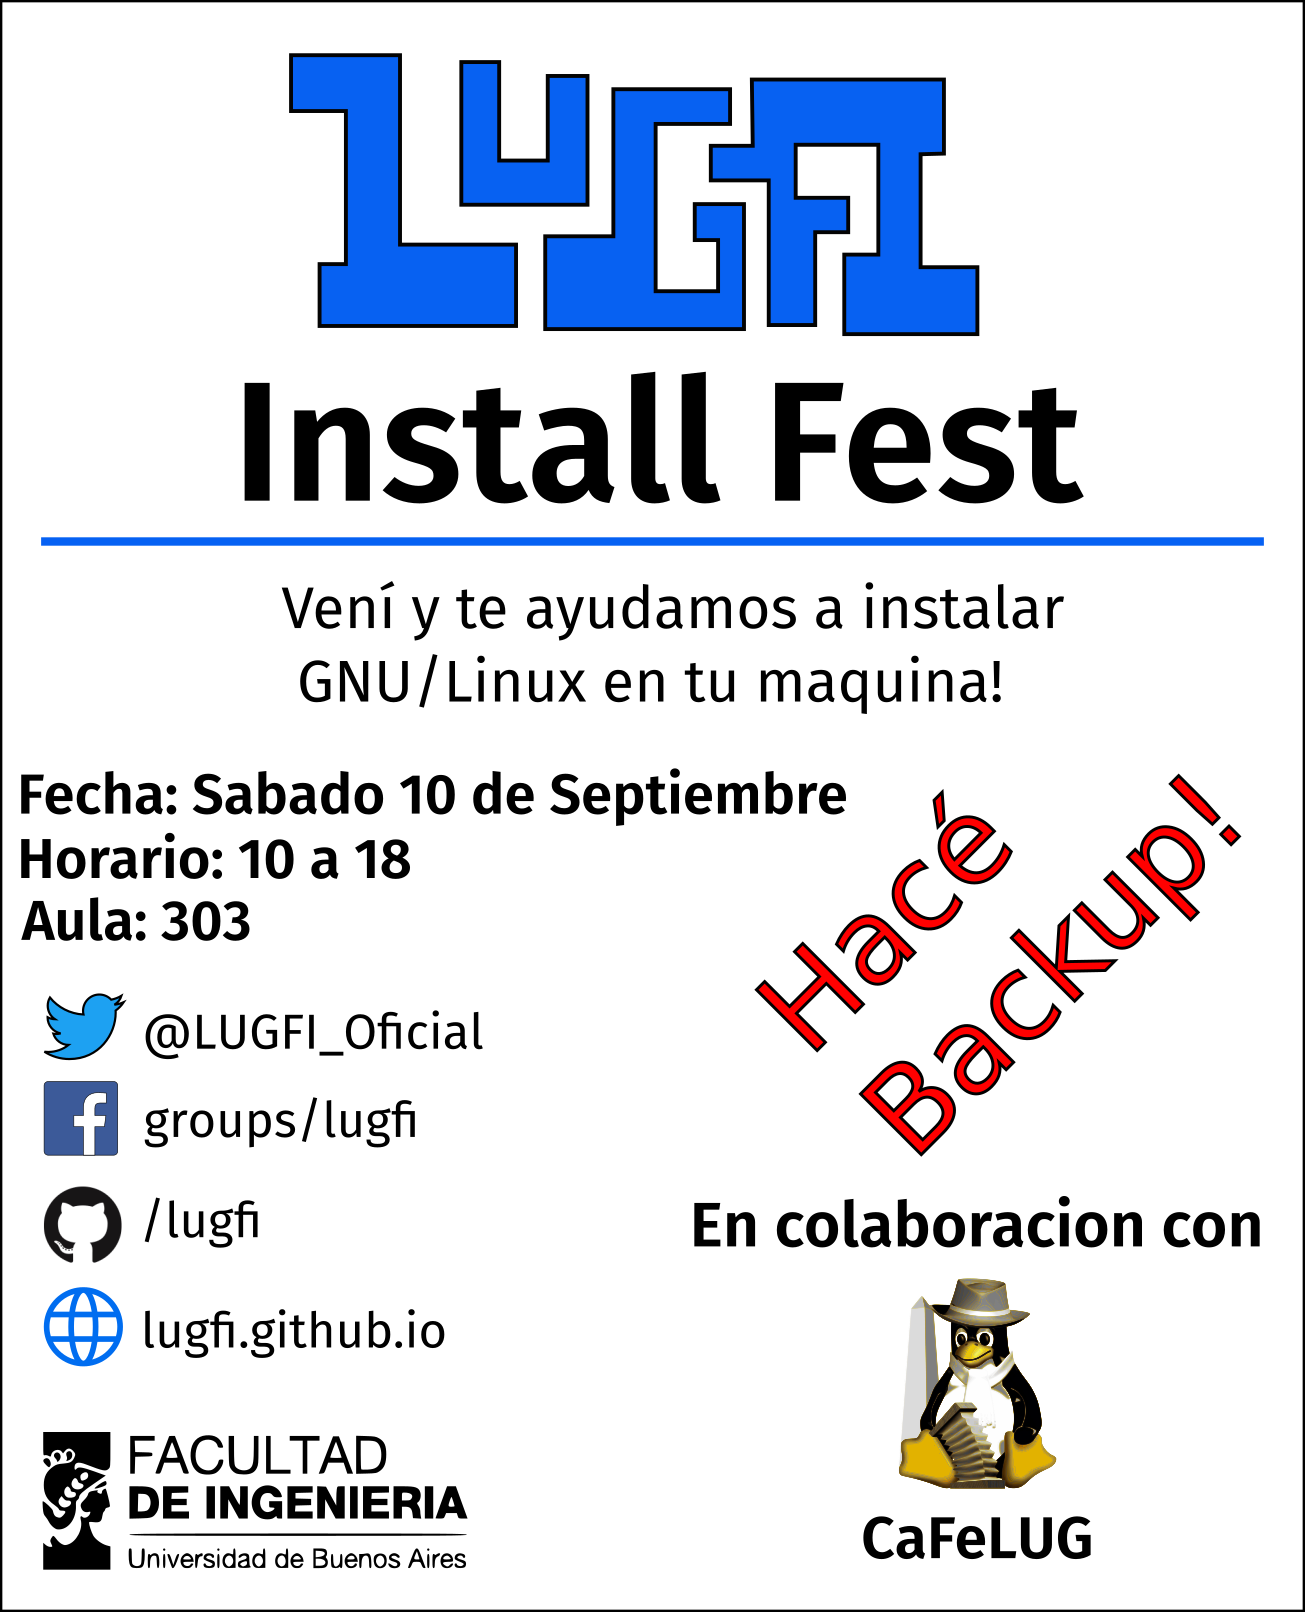 LUGFI
Install Fest
Vení y te ayudamos a instalar
GNU/Linux en tu maquina!
Fecha: Sabado 10 de Septiembre
Horario: 10 a 18
Aula: 303
Hacé
Backup!
@LUGFI_Oficial
groups/lugfi
/lugfi
lugfi.github.io
En colaboracion con
CaFeLUG
FACULTAD
DE INGENIERIA
Universidad de Buenos Aires